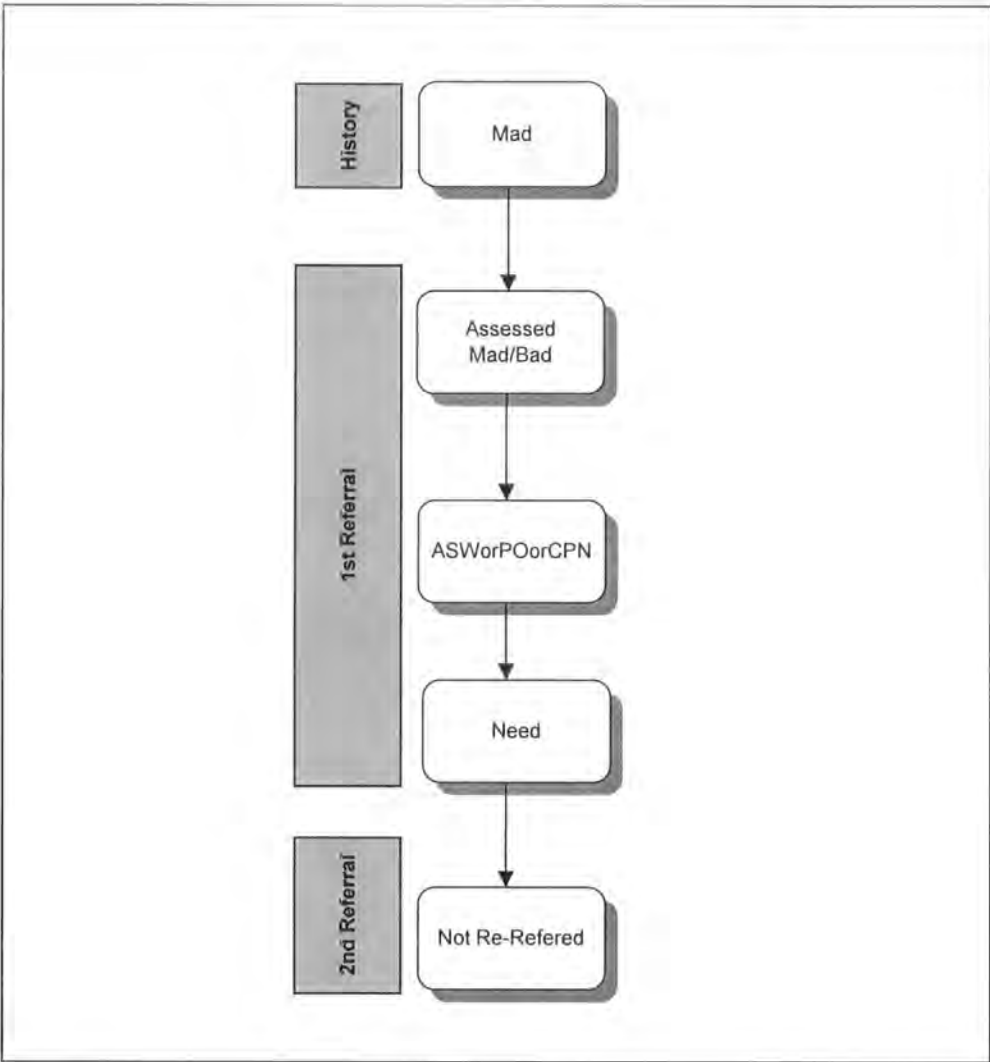 History
Mad
1st Referral
Assessed
Mad/Bad
ASWorPOorCPN
Need
2nd Referral
Not Re-Refered